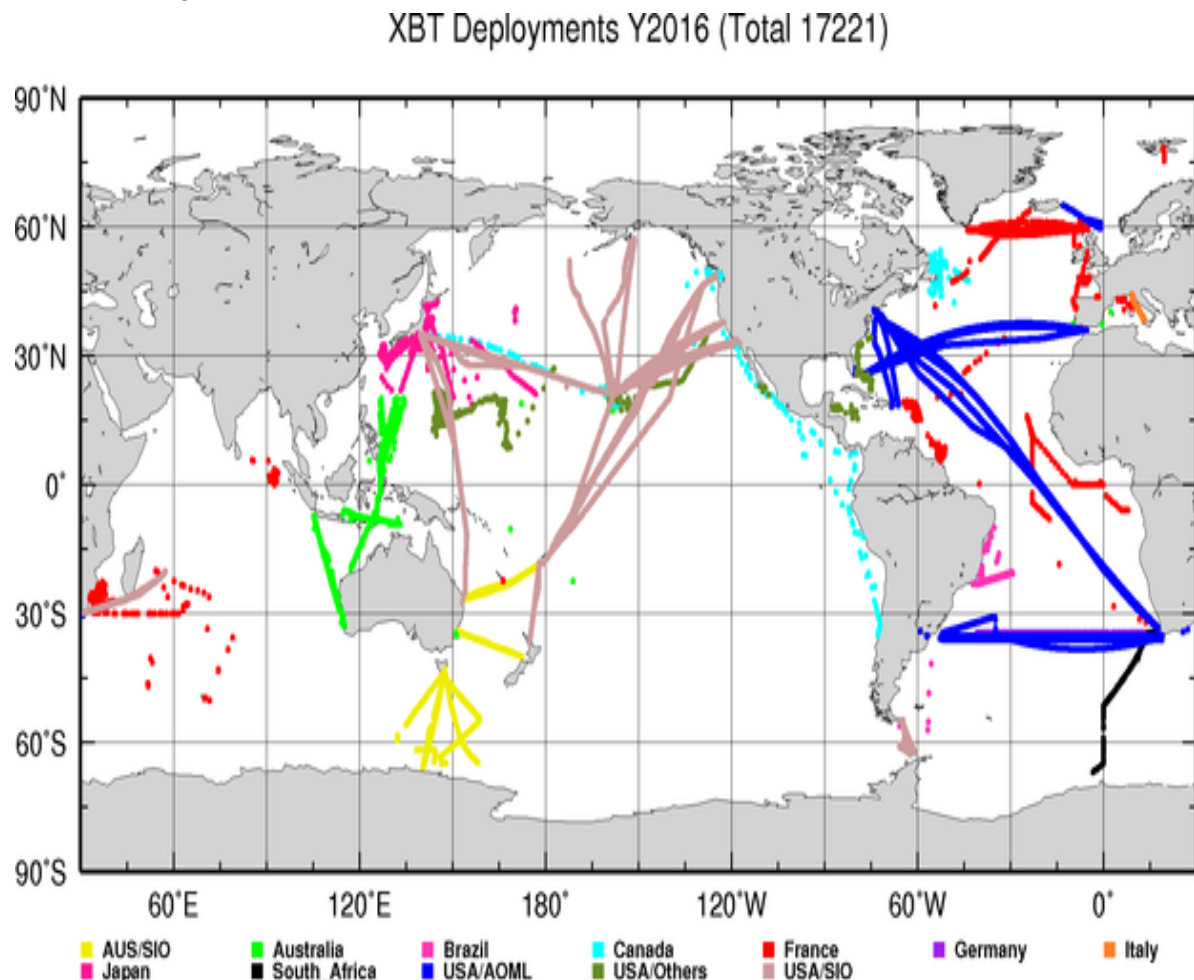 XBT Deployments Y2016 (Total 17221)
90°N
60°N
30°N
0°
30°S
60°S
90°S
60°E 120°E 180° 120°W 60°W 0°
AUS/SIO Australia Brazil Canada France Germany Italy
Japan South Africa USA/AOML USA/Others USA/SIO